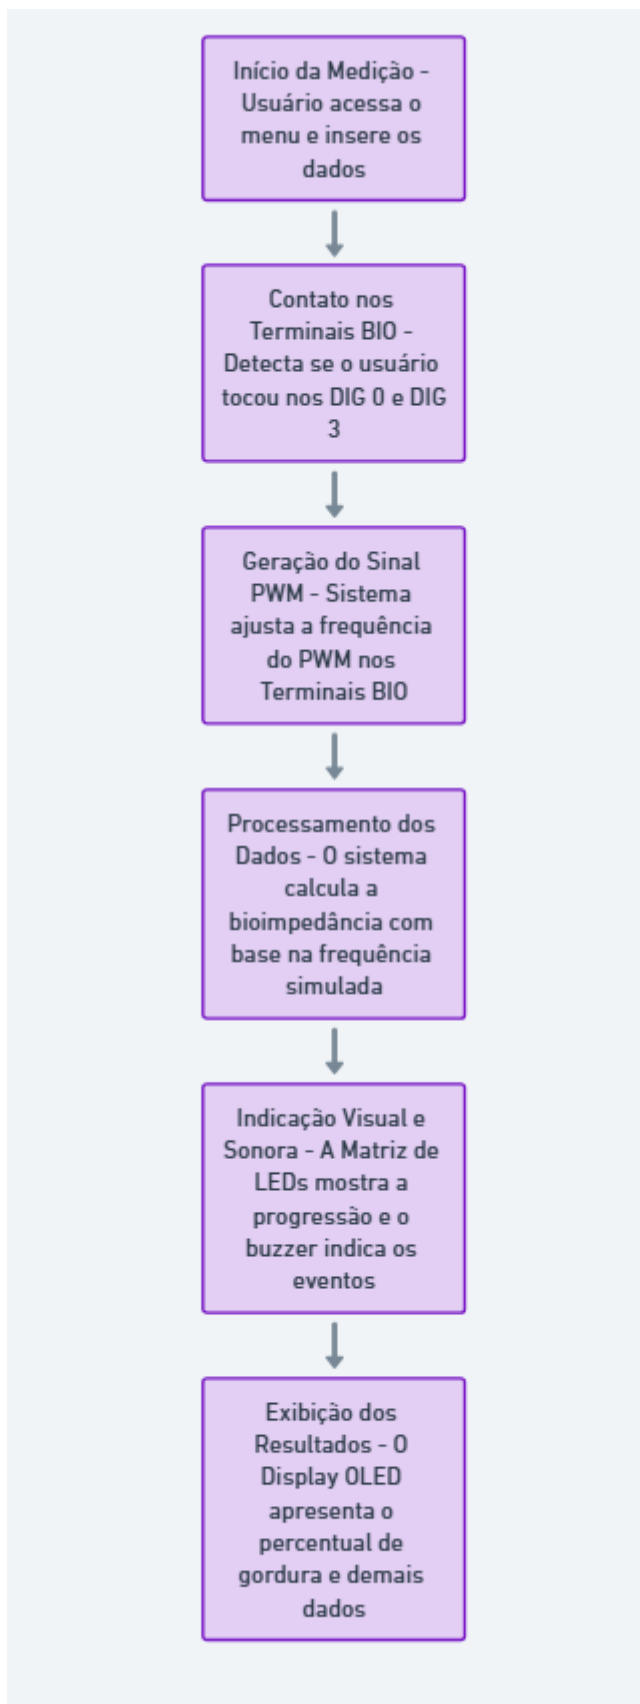 Início da Medição -
Usuário acessa o
menu e insere os
dados
Contato nos
Terminais BIO -
Detecta se o usuário
tocou nos DIG 0 e DIG
3
Geração do Sinal
PWM - Sistema
ajusta a frequência
do PWM nos
Terminais BIO
Processamento dos
Dados - O sistema
calcula a
bioimpedância com
base na frequência
simulada
Indicação Visual e
Sonora - A Matriz de
LEDs mostra a
progressão e o
buzzer indica os
eventos
Exibição dos
Resultados - O
Display OLED
apresenta o
percentual de
gordura e demais
dados